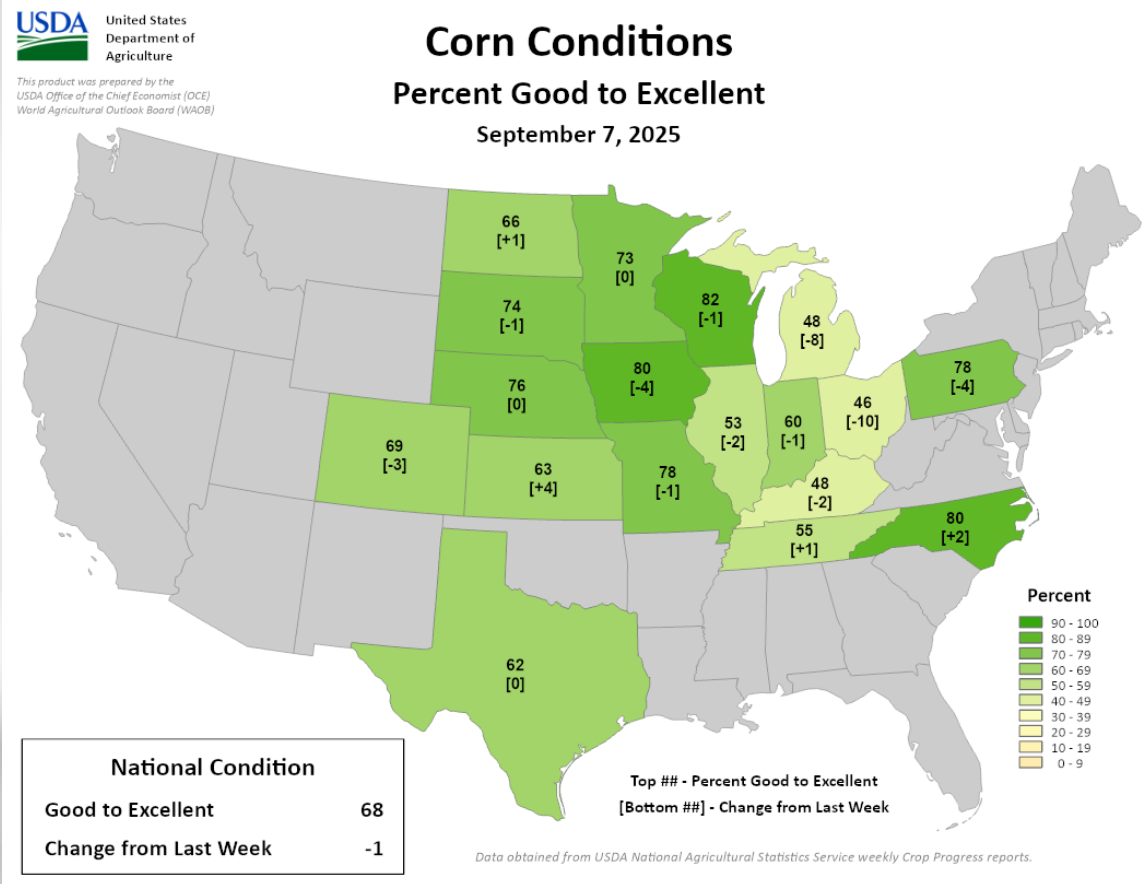 USDA
United States
Department of
Agriculture
This product was prepared by the
USDA Office of the Chief Economist (OCE)
World Agricultural Outlook Board (WAOB)
Corn Conditions
Percent Good to Excellent
September 7, 2025
66
[+1]
73
[0]
74
[-1]
82
[-1]
48
[-8]
76
[0]
80
[-4]
78
[-4]
53
[-2]
60
[-1]
46
[-10]
69
[-3]
63
[+4]
78
[-1]
48
[-2]
55
[+1]
80
[+2]
62
[0]
Percent
90 - 100
80 - 89
70 - 79
60 - 69
50 - 59
40 - 49
30 - 39
20 - 29
10 - 19
0 - 9
National Condition
Good to Excellent 68
Change from Last Week -1
Top ## - Percent Good to Excellent
[Bottom ##] - Change from Last Week
Data obtained from USDA National Agricultural Statistics Service weekly Crop Progress reports.